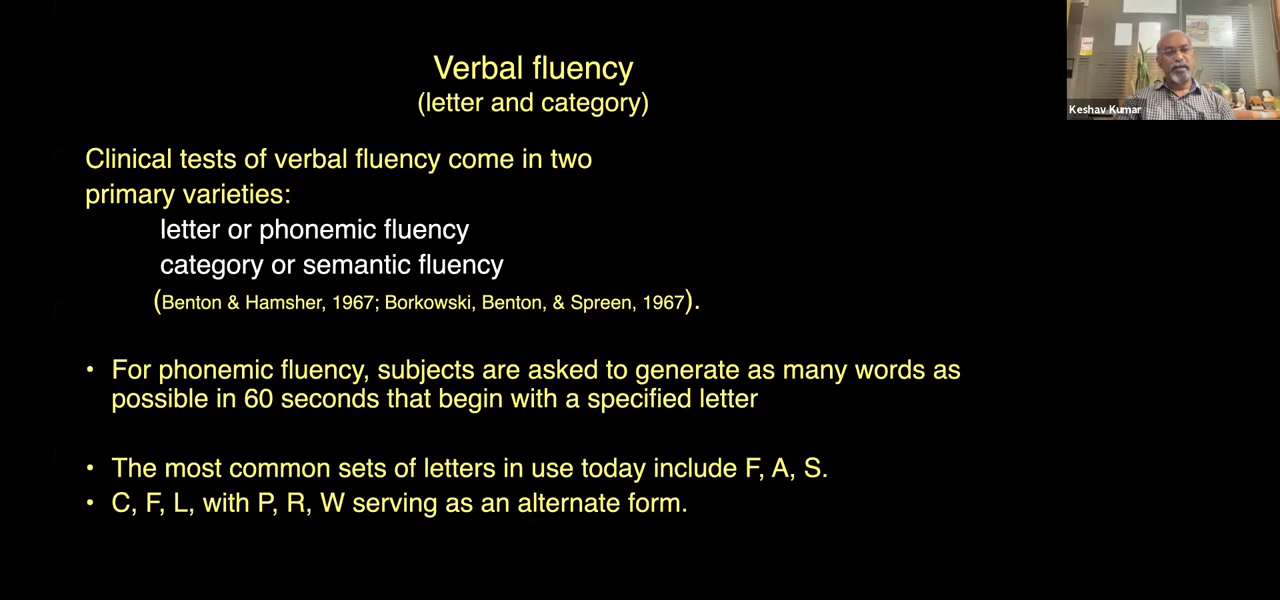 Verbal fluency
(letter and category)
Keshav Kumar
Clinical tests of verbal fluency come in two
primary varieties:
letter or phonemic fluency
category or semantic fluency
(Benton & Hamsher, 1967; Borkowski, Benton, & Spreen, 1967).
• For phonemic fluency, subjects are asked to generate as many words as
possible in 60 seconds that begin with a specified letter
• The most common sets of letters in use today include F, A, S.
• C, F, L, with P, R, W serving as an alternate form.